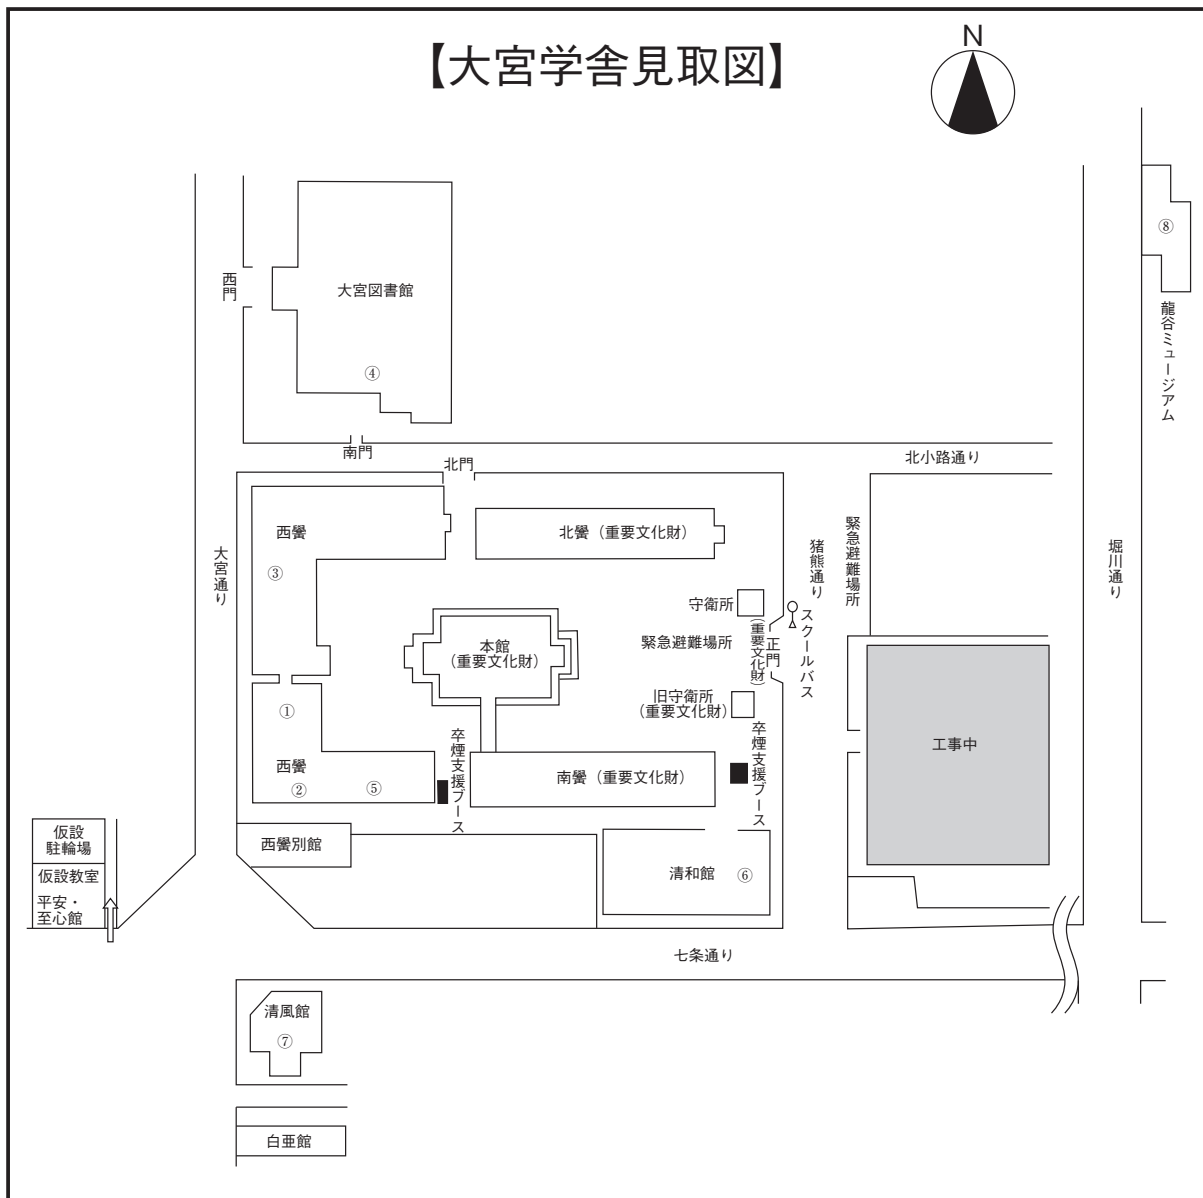 【大宮学舎見取図】
N
⑧
西門
大宮図書館
龍谷ミュージアム
④
南門
北門
北小路通り
西黌
北黌（重要文化財）
緊急避難場所
猪熊通り
堀川通り
大宮通り
③
守衛所
スクールバス
本館
（重要文化財）
緊急避難場所
正門
（重要文化財）
旧守衛所
（重要文化財）
①
卒煙支援ブース
卒煙支援ブース
工事中
西黌
②
⑤
南黌（重要文化財）
仮設
駐輪場
西黌別館
清和館
⑥
仮設教室
平安・
至心館
七条通り
清風館
⑦
白亜館